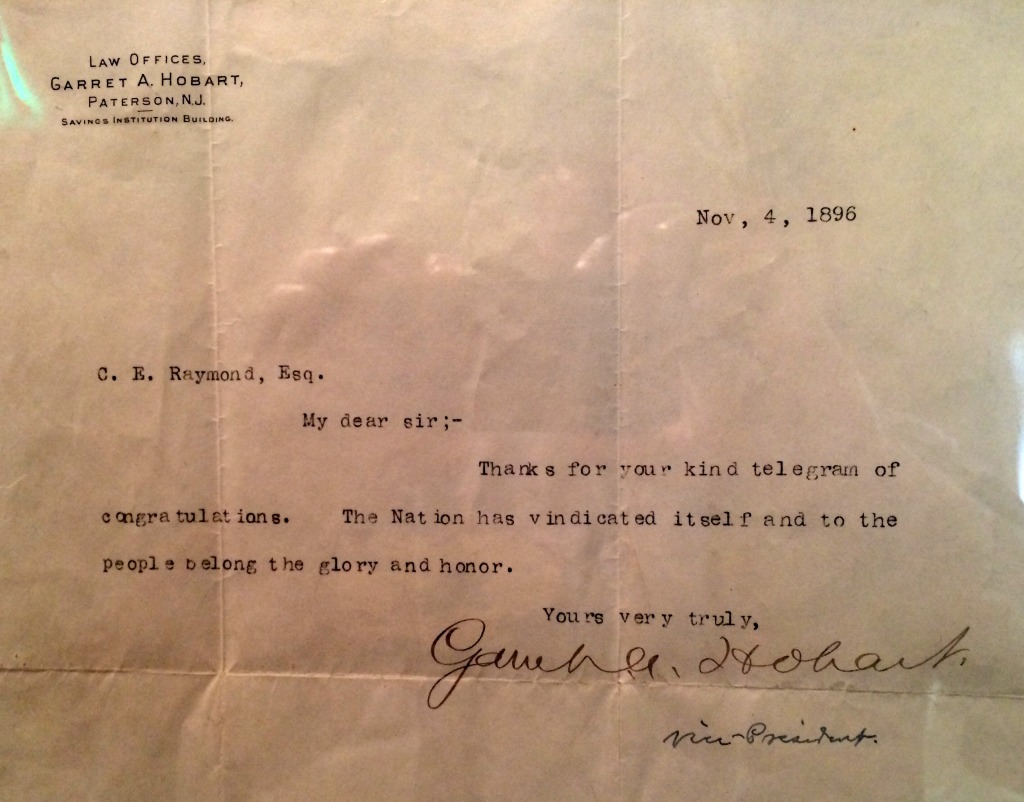 LAW OFFICES,
GARRET A. HOBART,
PATERSON, N.J.
SAVINGS INSTITUTION BUILDING.
Nov, 4, 1896
C. E. Raymond, Esq.
My dear sir;-
Thanks for your kind telegram of
congratulations. The Nation has vindicated itself and to the
people belong the glory and honor.
Yours very truly,
Garret A. Hobart.
Vice-President.